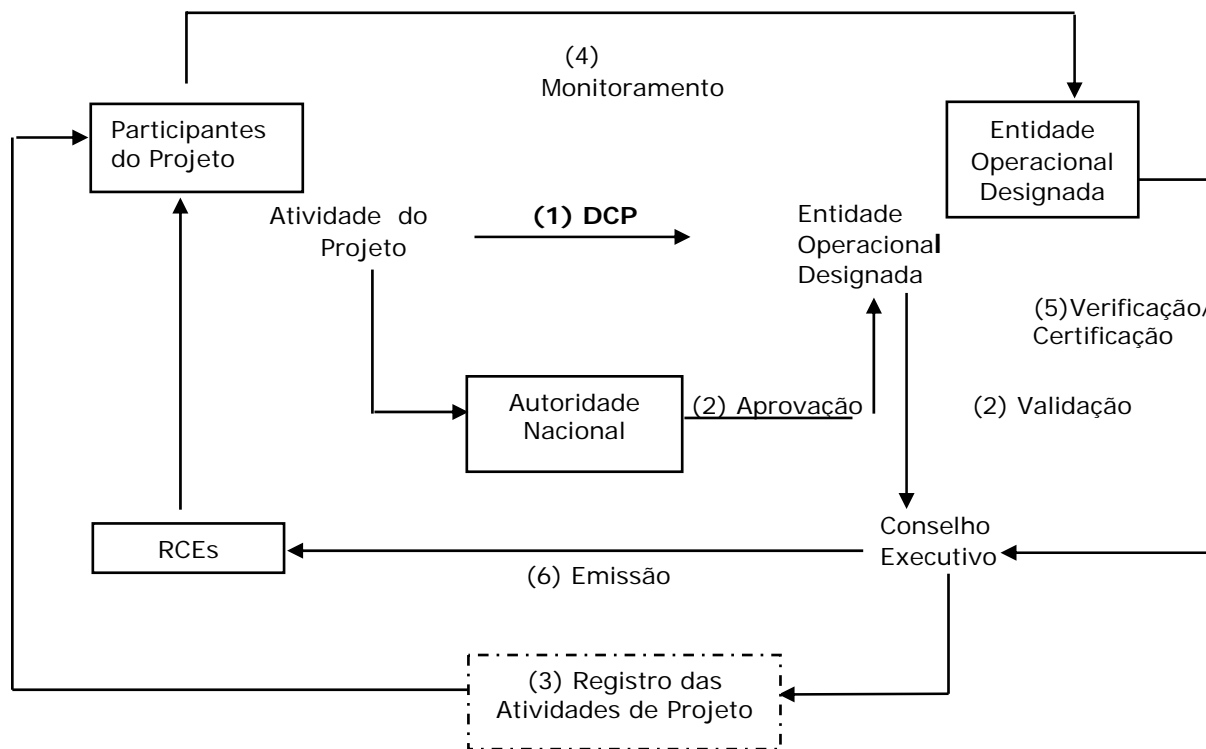 (4)
Monitoramento
Participantes
do Projeto
Entidade
Operacional
Designada
Atividade do
Projeto
(1) DCP
Entidade
Operacional
Designada
(5)Verificação/
Certificação
Autoridade
Nacional
(2) Aprovação
(2) Validação
RCEs
Conselho
Executivo
(6) Emissão
(3) Registro das
Atividades de Projeto